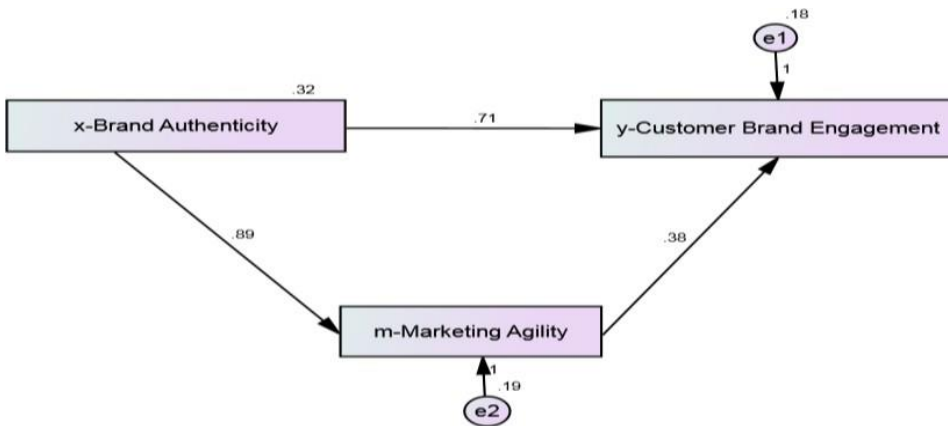 .18
e1
1
.32
x-Brand Authenticity
.71
y-Customer Brand Engagement
.89
.38
m-Marketing Agility
1
.19
e2